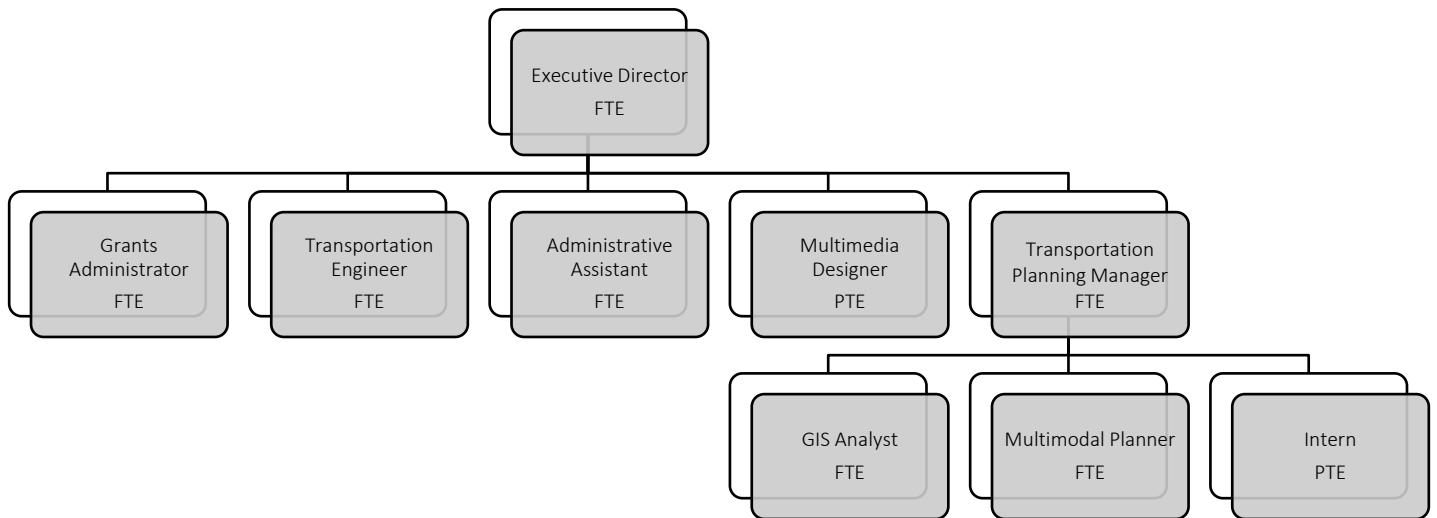 Executive Director
FTE
Grants
Administrator
FTE
Transportation
Engineer
FTE
Administrative
Assistant
FTE
Multimedia
Designer
PTE
Transportation
Planning Manager
FTE
GIS Analyst
FTE
Multimodal Planner
FTE
Intern
PTE